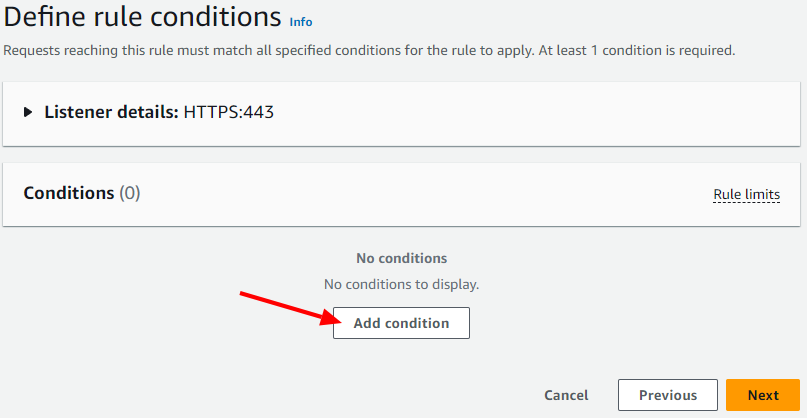 Define rule conditions Info
Requests reaching this rule must match all specified conditions for the rule to apply. At least 1 condition is required.
Listener details: HTTPS:443
Conditions (0)
Rule limits
No conditions
No conditions to display.
Add condition
Cancel
Previous
Next